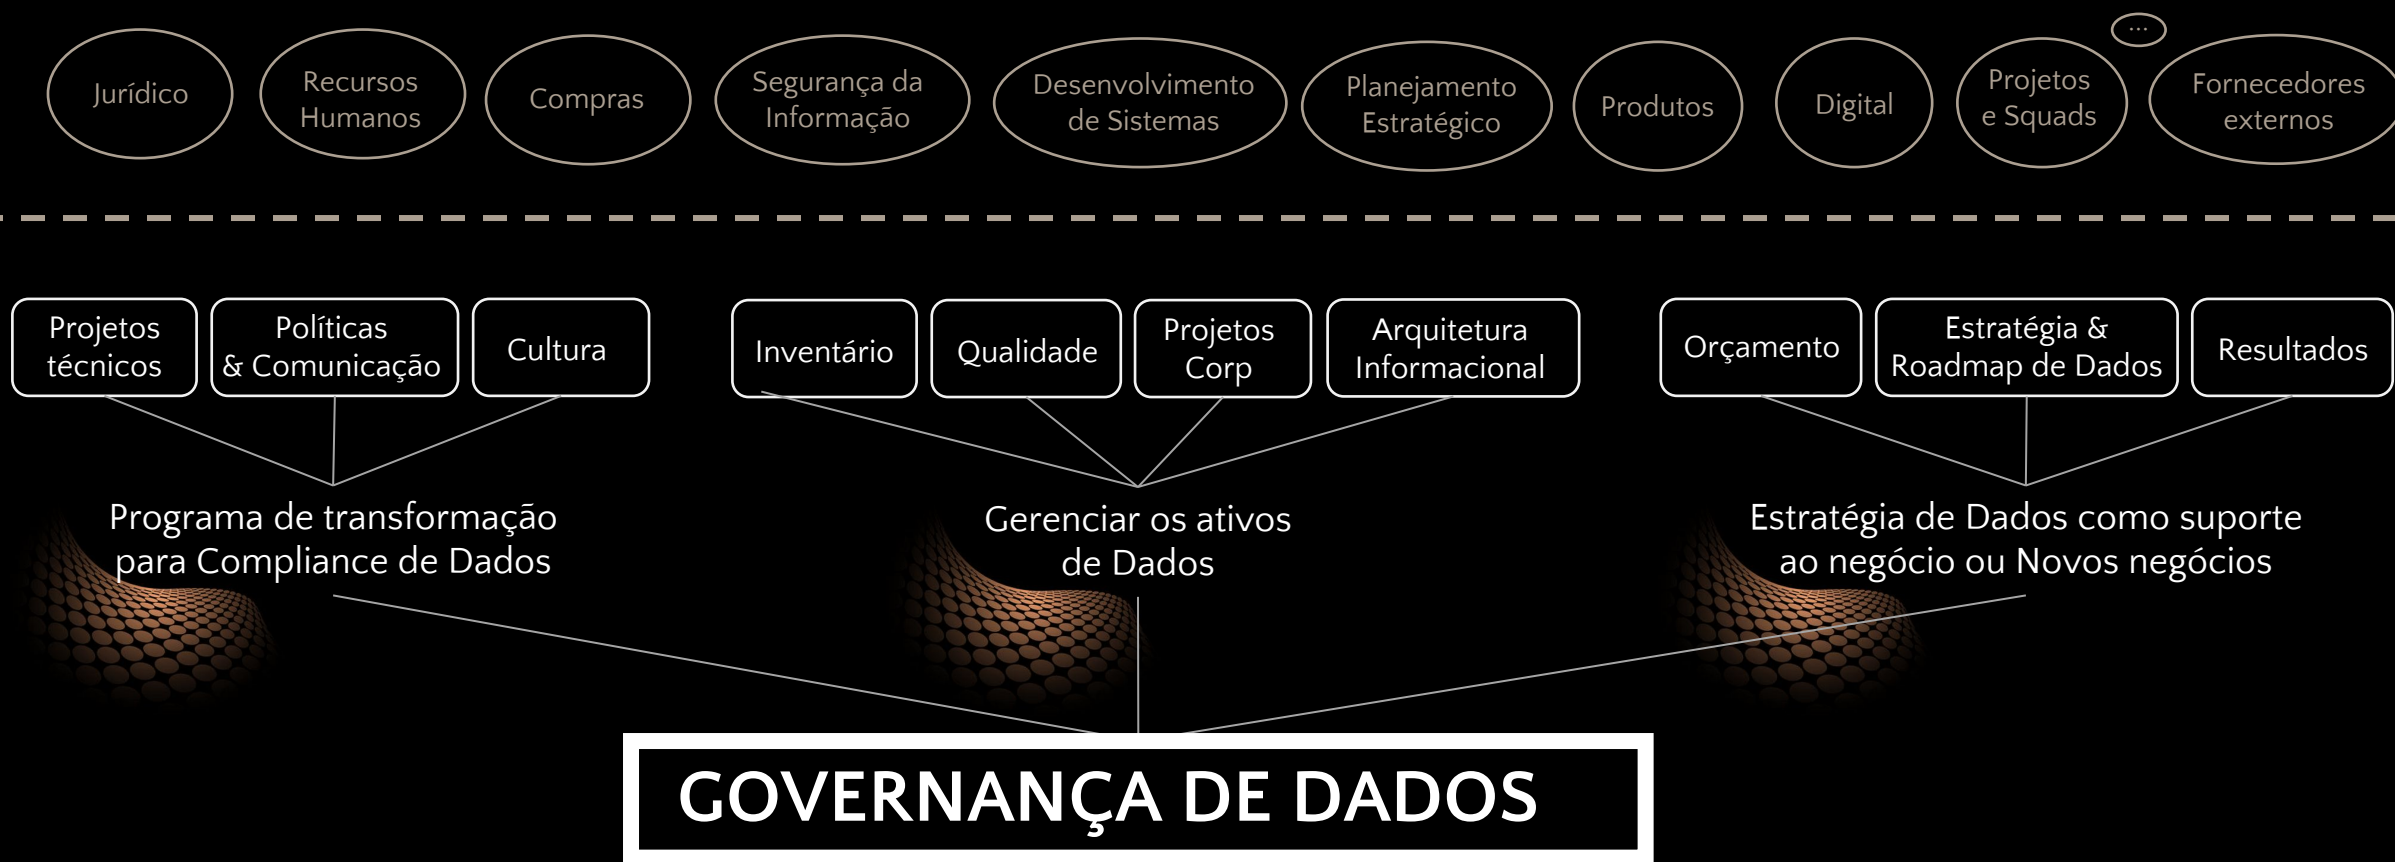 ...
Jurídico
Recursos
Humanos
Compras
Segurança da
Informação
Desenvolvimento
de Sistemas
Planejamento
Estratégico
Produtos
Digital
Projetos
e Squads
Fornecedores
externos
Projetos
técnicos
Políticas
& Comunicação
Cultura
Inventário
Qualidade
Projetos
Corp
Arquitetura
Informacional
Orçamento
Estratégia &
Roadmap de Dados
Resultados
Programa de transformação
para Compliance de Dados
Gerenciar os ativos
de Dados
Estratégia de Dados como suporte
ao negócio ou Novos negócios
GOVERNANÇA DE DADOS